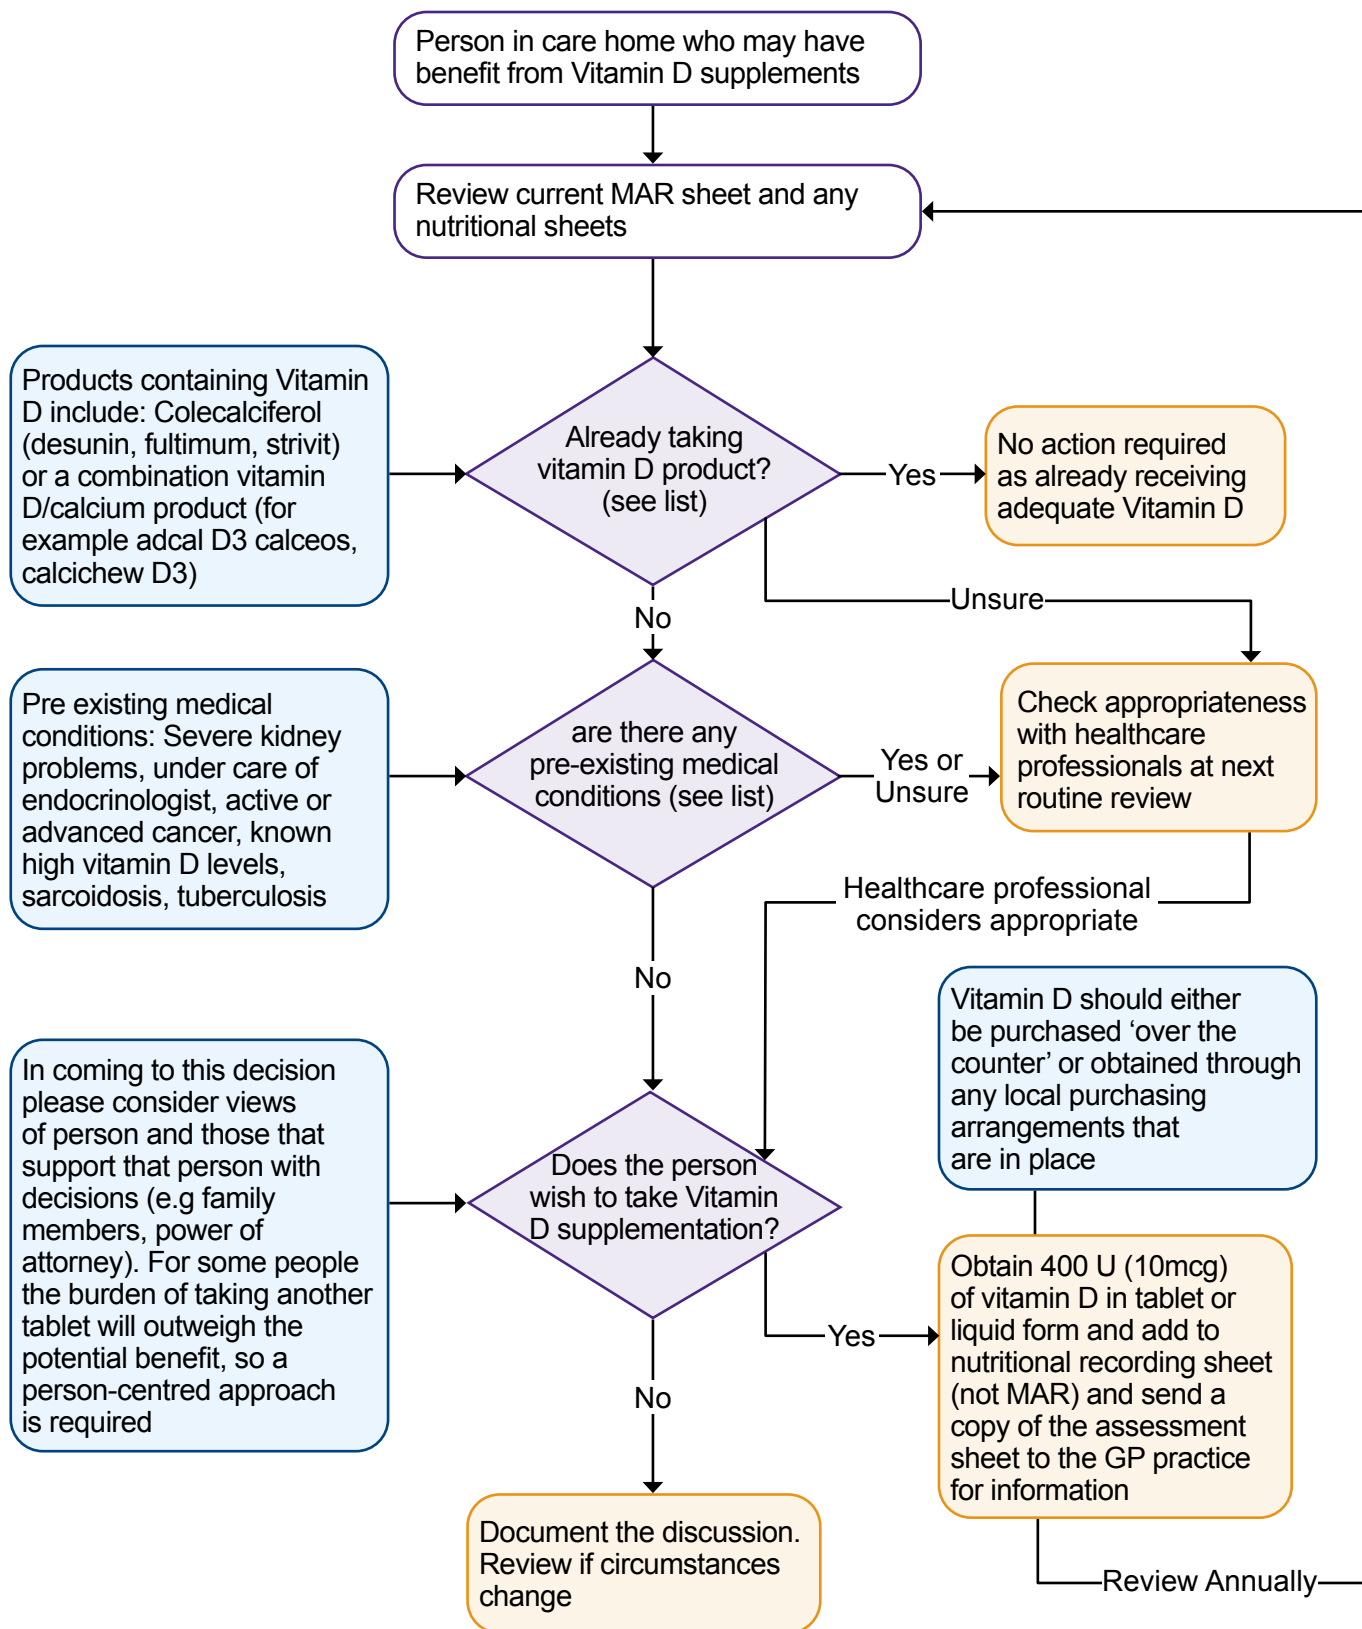 Person in care home who may have
benefit from Vitamin D supplements
Review current MAR sheet and any
nutritional sheets
Products containing Vitamin
D include: Colecalciferol
(desunin, fultimum, strivit)
or a combination vitamin
D/calcium product (for
example adcal D3 calceos,
calcichew D3)
Already taking
vitamin D product?
(see list)
Yes
No action required
as already receiving
adequate Vitamin D
Unsure
No
Pre existing medical
conditions: Severe kidney
problems, under care of
endocrinologist, active or
advanced cancer, known
high vitamin D levels,
sarcoidosis, tuberculosis
are there any
pre-existing medical
conditions (see list)
Yes or
Unsure
Check appropriateness
with healthcare
professionals at next
routine review
Healthcare professional
considers appropriate
No
In coming to this decision
please consider views
of person and those that
support that person with
decisions (e.g family
members, power of
attorney). For some people
the burden of taking another
tablet will outweigh the
potential benefit, so a
person-centred approach
is required
Does the person
wish to take Vitamin
D supplementation?
Vitamin D should either
be purchased ‘over the
counter’ or obtained through
any local purchasing
arrangements that
are in place
Yes
Obtain 400 U (10mcg)
of vitamin D in tablet or
liquid form and add to
nutritional recording sheet
(not MAR) and send a
copy of the assessment
sheet to the GP practice
for information
No
Document the discussion.
Review if circumstances
change
Review Annually